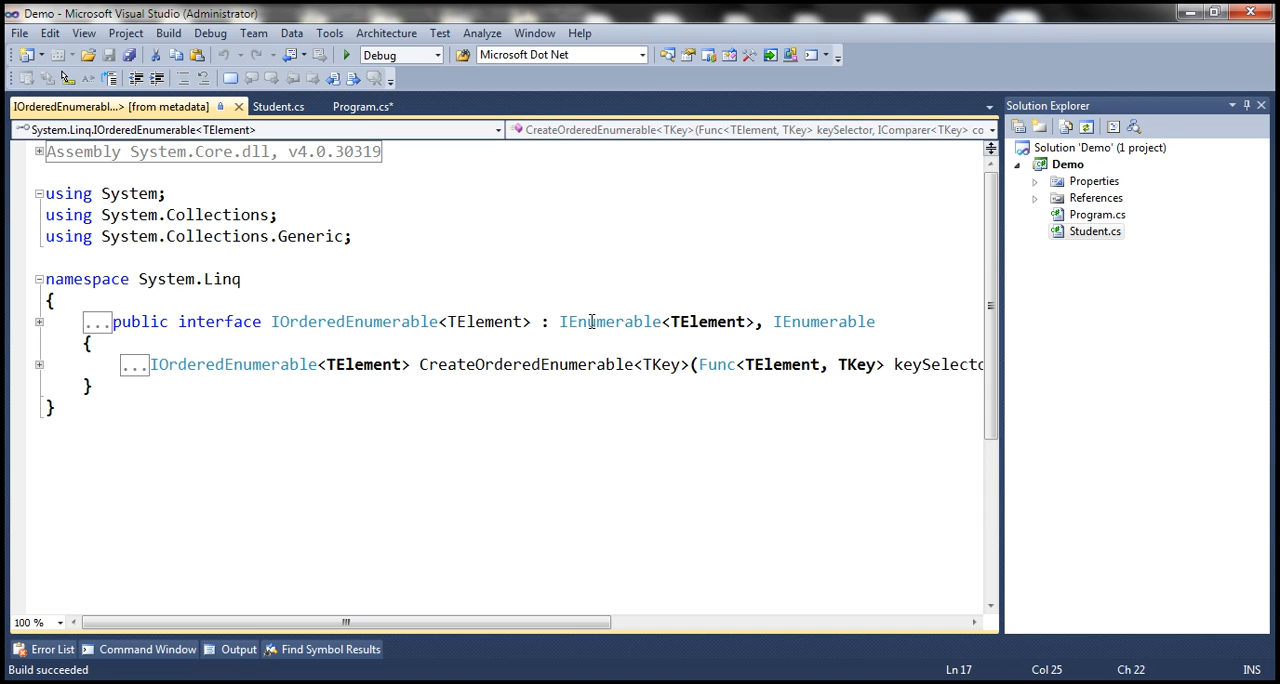 Demo - Microsoft Visual Studio (Administrator)
File Edit View Project Build Debug Team Data Tools Architecture Test Analyze Window Help
Debug Microsoft Dot Net
IOrderedEnumerabl...> [from metadata] Student.cs Program.cs*
Solution Explorer
System.Linq.IOrderedEnumerable<TElement> CreateOrderedEnumerable<TKey>(Func<TElement, TKey> keySelector, IComparer<TKey> co
Assembly System.Core.dll, v4.0.30319
using System;
using System.Collections;
using System.Collections.Generic;
namespace System.Linq
{
...public interface IOrderedEnumerable<TElement> : IEnumerable<TElement>, IEnumerable
{
...IOrderedEnumerable<TElement> CreateOrderedEnumerable<TKey>(Func<TElement, TKey> keySelecto
}
}
Solution 'Demo' (1 project)
Demo
Properties
References
Program.cs
Student.cs
100 %
Error List Command Window Output Find Symbol Results
Build succeeded Ln 17 Col 25 Ch 22 INS